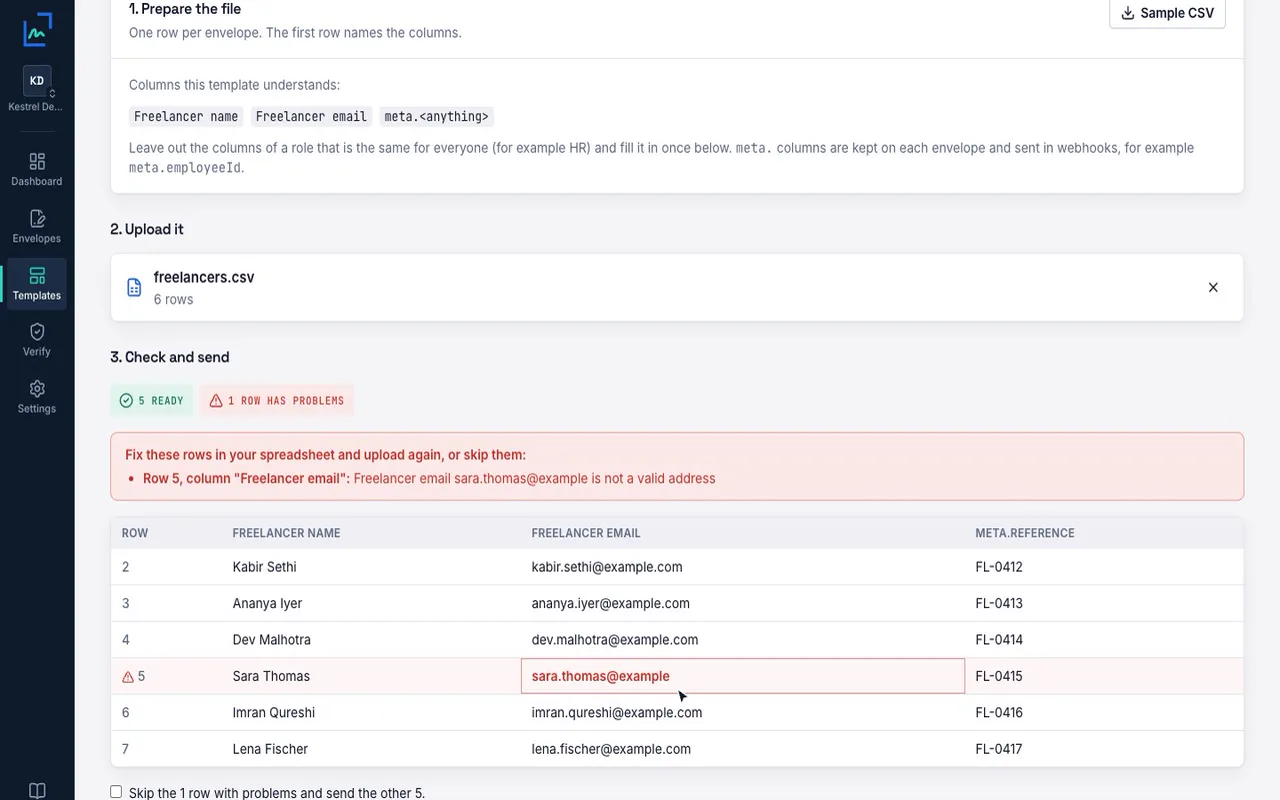 1. Prepare the file
Sample CSV
One row per envelope. The first row names the columns.
KD
Kestrel De...
Columns this template understands:
Freelancer name Freelancer email meta.<anything>
Leave out the columns of a role that is the same for everyone (for example HR) and fill it in once below. meta. columns are kept on each envelope and sent in webhooks, for example
meta.employeeId.
Dashboard
Envelopes
Templates
Verify
Settings
2. Upload it
freelancers.csv
6 rows
3. Check and send
5 READY
1 ROW HAS PROBLEMS
Fix these rows in your spreadsheet and upload again, or skip them:
• Row 5, column "Freelancer email": Freelancer email sara.thomas@example is not a valid address
ROW FREELANCER NAME FREELANCER EMAIL META.REFERENCE
2 Kabir Sethi kabir.sethi@example.com FL-0412
3 Ananya Iyer ananya.iyer@example.com FL-0413
4 Dev Malhotra dev.malhotra@example.com FL-0414
5 Sara Thomas sara.thomas@example FL-0415
6 Imran Qureshi imran.qureshi@example.com FL-0416
7 Lena Fischer lena.fischer@example.com FL-0417
Skip the 1 row with problems and send the other 5.